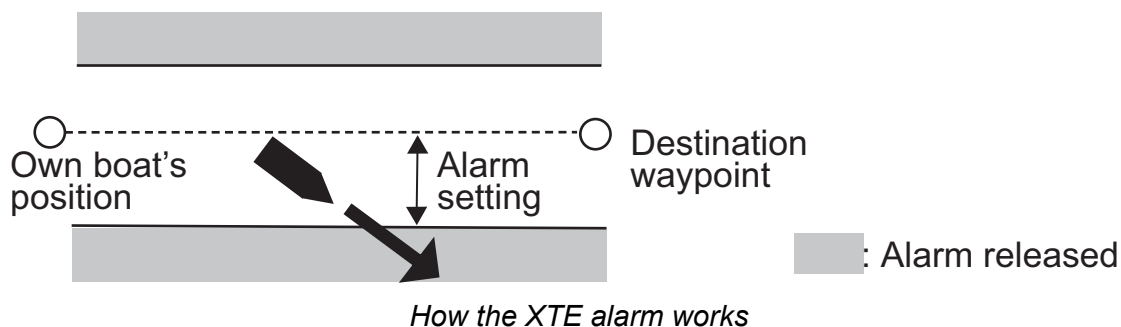 Own boat's
position
Alarm
setting
Destination
waypoint
: Alarm released
How the XTE alarm works